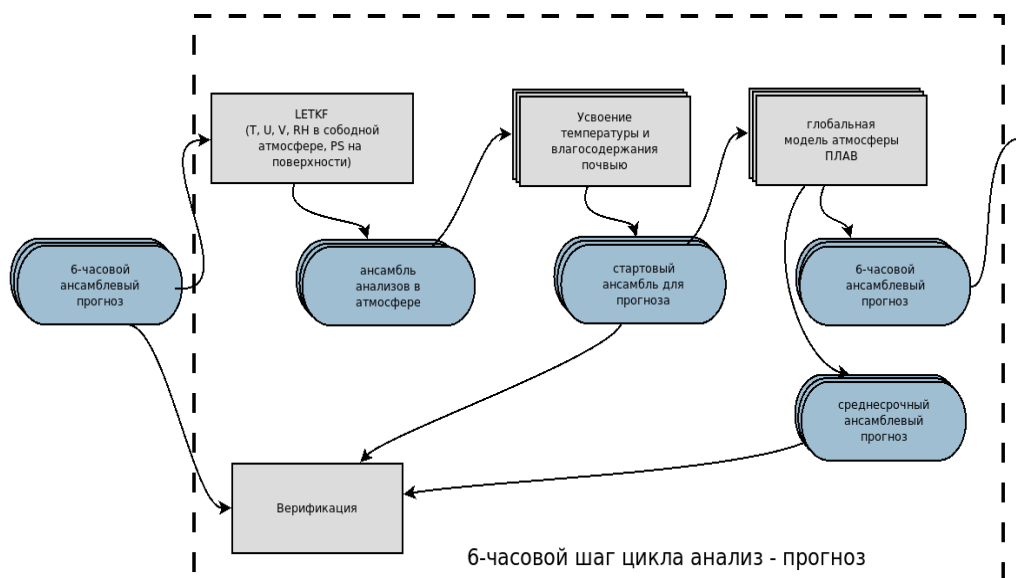 LETKF
(T, U, V, RH в сободной
атмосфере, PS на
поверхности)
Усвоение
температуры и
влагосодержания
почвыю
глобальная
модель атмосферы
ПЛАВ
6-часовой
ансамблевый
прогноз
ансамбль
анализов в
атмосфере
стартовый
ансамбль для
прогноза
6-часовой
ансамблевый
прогноз
среднесрочный
ансамблевый
прогноз
Верификация
6-часовой шаг цикла анализ - прогноз